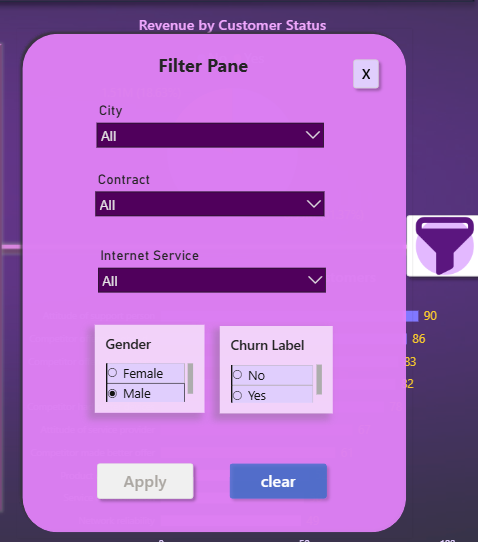 Revenue by Customer Status
Filter Pane
X
City
All
Contract
All
Internet Service
All
Gender
Female
Male
Churn Label
No
Yes
90
86
83
82
Apply
clear